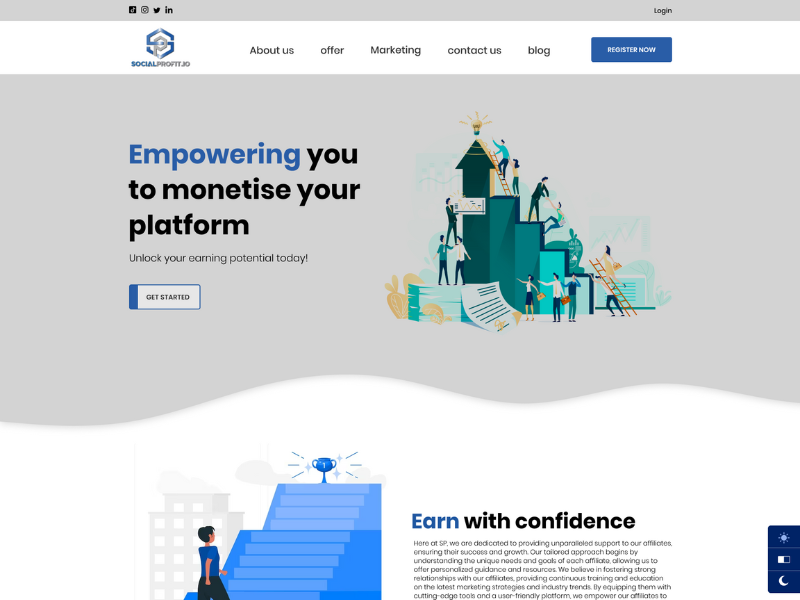 Login
SOCIALPROFIT.IO
About us
offer
Marketing
contact us
blog
REGISTER NOW
Empowering you
to monetise your
platform
Unlock your earning potential today!
GET STARTED
1
Earn with confidence
Here at SP, we are dedicated to providing unparalleled support to our affiliates,
ensuring their success and growth. Our tailored approach begins by
understanding the unique needs and goals of each affiliate, allowing us to
offer personalized guidance and resources. We believe in fostering strong
relationships with our affiliates, providing continuous training and education
on the latest marketing strategies and industry trends. By equipping them with
cutting-edge tools and a user-friendly platform, we empower our affiliates to